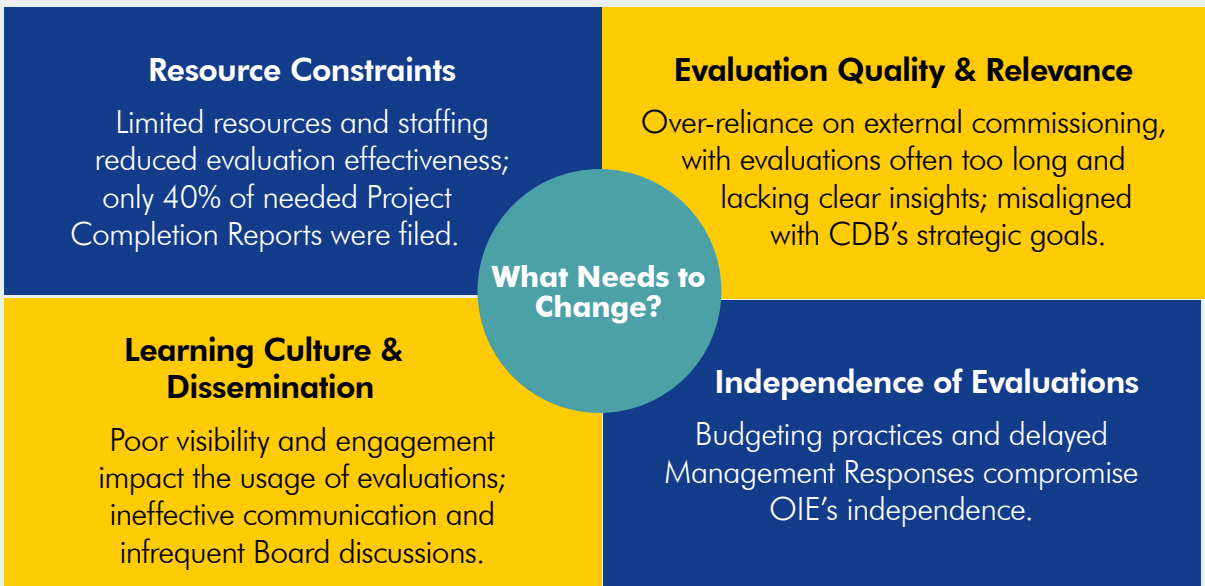 Resource Constraints
Limited resources and staffing
reduced evaluation effectiveness;
only 40% of needed Project
Completion Reports were filed.
Evaluation Quality & Relevance
Over-reliance on external commissioning,
with evaluations often too long and
lacking clear insights; misaligned
with CDB’s strategic goals.
What Needs to
Change?
Learning Culture &
Dissemination
Poor visibility and engagement
impact the usage of evaluations;
ineffective communication and
infrequent Board discussions.
Independence of Evaluations
Budgeting practices and delayed
Management Responses compromise
OIE’s independence.